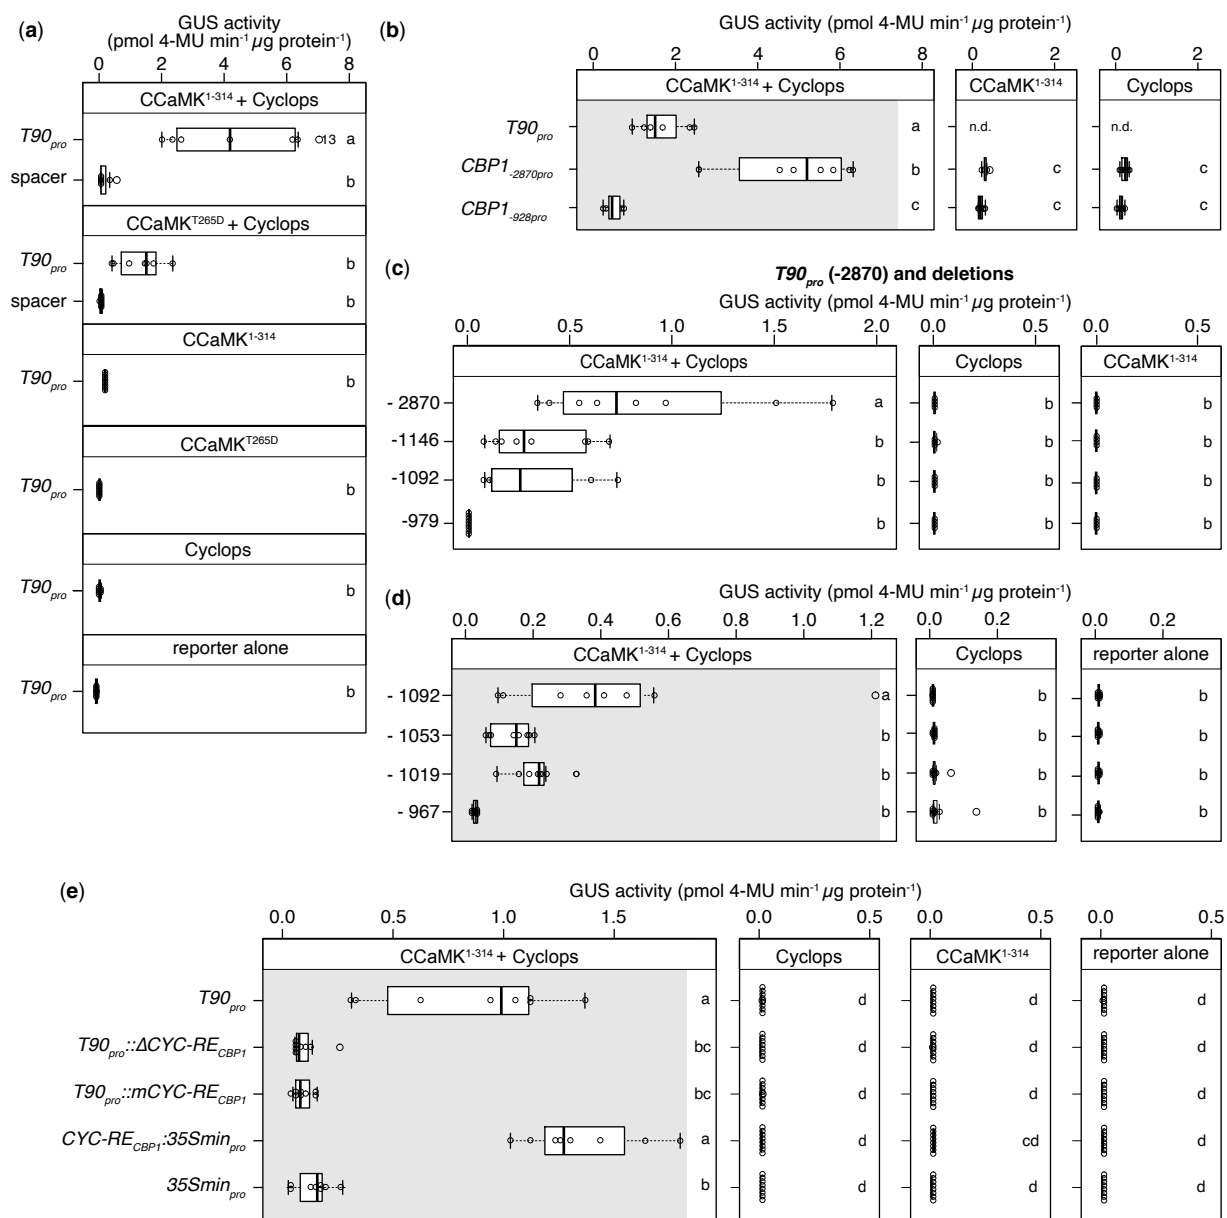 (a)
GUS activity
(pmol 4-MU min⁻¹ µg protein⁻¹)
0 2 4 6 8
CCaMK¹⁻³¹⁴ + Cyclops
T90pro 13 a
spacer b
CCaMKᵀ²⁶⁵ᴰ + Cyclops
T90pro b
spacer b
CCaMK¹⁻³¹⁴
T90pro b
CCaMKᵀ²⁶⁵ᴰ
T90pro b
Cyclops
T90pro b
reporter alone
T90pro b
(b)
GUS activity (pmol 4-MU min⁻¹ µg protein⁻¹)
0 2 4 6 8 0 2 0 2
CCaMK¹⁻³¹⁴ + Cyclops CCaMK¹⁻³¹⁴ Cyclops
T90pro a n.d. n.d.
CBP1-2870pro b c c
CBP1-928pro c c c
(c)
T90pro (-2870) and deletions
GUS activity (pmol 4-MU min⁻¹ µg protein⁻¹)
0.0 0.5 1.0 1.5 2.0 0.0 0.5 0.0 0.5
CCaMK¹⁻³¹⁴ + Cyclops Cyclops CCaMK¹⁻³¹⁴
- 2870 a b b
-1146 b b b
-1092 b b b
-979 b b b
(d)
GUS activity (pmol 4-MU min⁻¹ µg protein⁻¹)
0.0 0.2 0.4 0.6 0.8 1.0 1.2 0.0 0.2 0.0 0.2
CCaMK¹⁻³¹⁴ + Cyclops Cyclops reporter alone
- 1092 a b b
- 1053 b b b
- 1019 b b b
- 967 b b b
(e)
GUS activity (pmol 4-MU min⁻¹ µg protein⁻¹)
0.0 0.5 1.0 1.5 0.0 0.5 0.0 0.5 0.0 0.5
CCaMK¹⁻³¹⁴ + Cyclops Cyclops CCaMK¹⁻³¹⁴ reporter alone
T90pro a d d d
T90pro::ΔCYC-RECBP1 bc d d d
T90pro::mCYC-RECBP1 bc d d d
CYC-RECBP1:35Sminpro a d cd d
35Sminpro b d d d